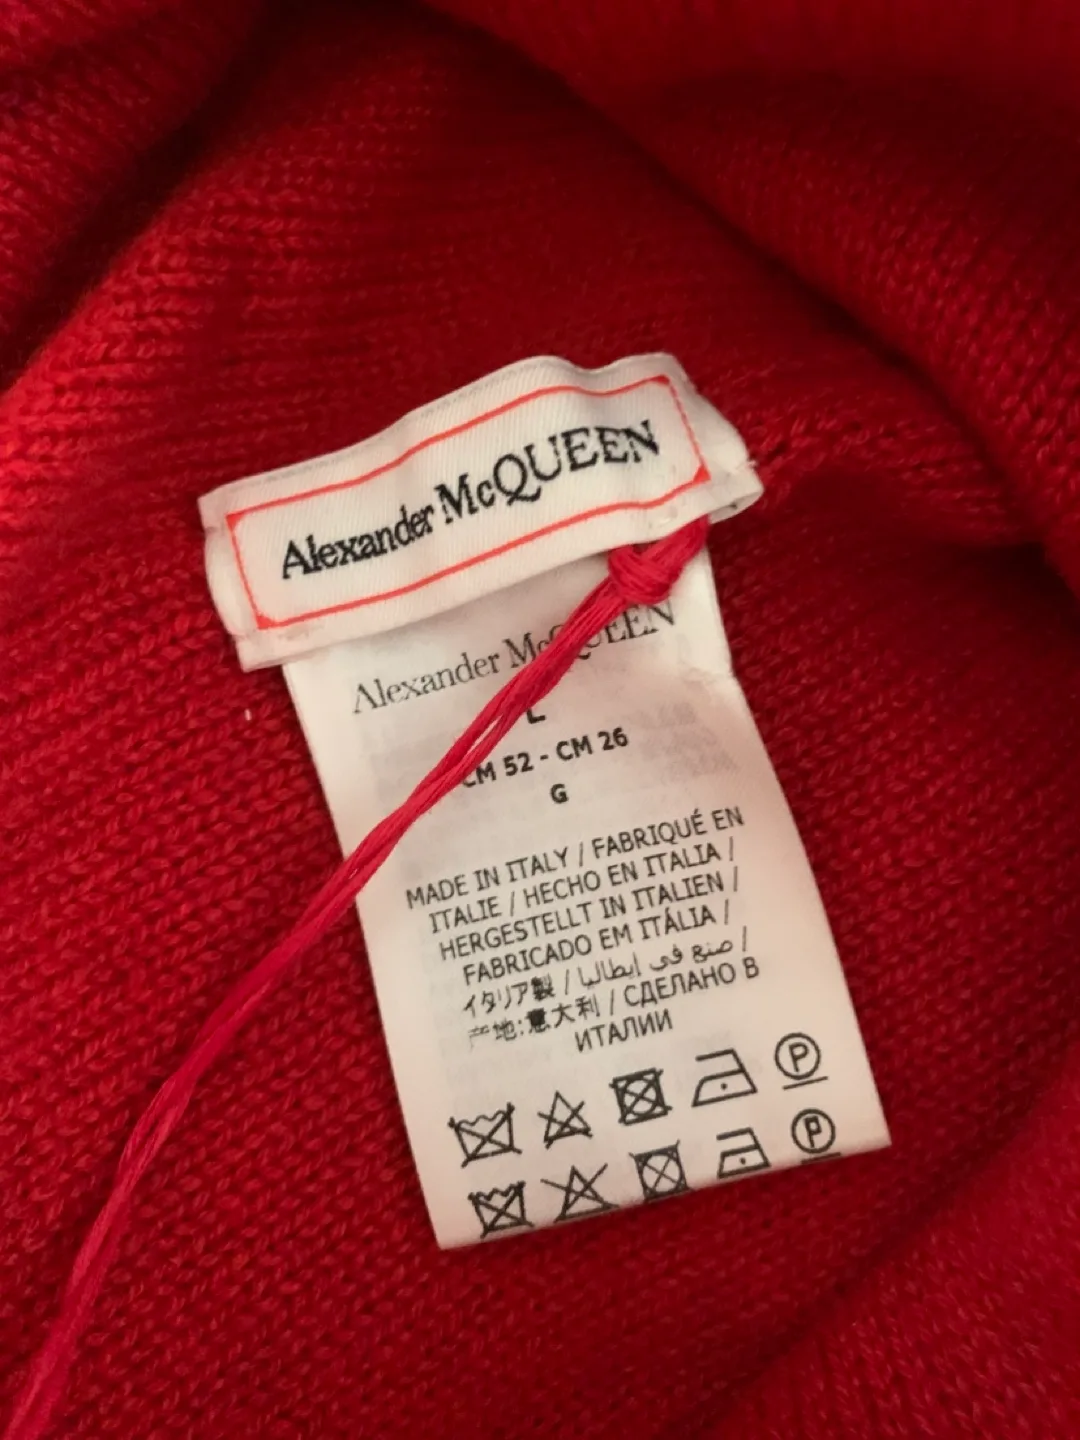 Alexander McQUEEN
Alexander McQUEEN
L
CM 52 - CM 26
G
MADE IN ITALY / FABRIQUÉ EN
ITALIE / HECHO EN ITALIA /
HERGESTELLT IN ITALIEN /
FABRICADO EM ITÁLIA /
イタリア製 / صنع في إيطاليا /
产地:意大利 / СДЕЛАНО В
ИТАЛИИ
P
P